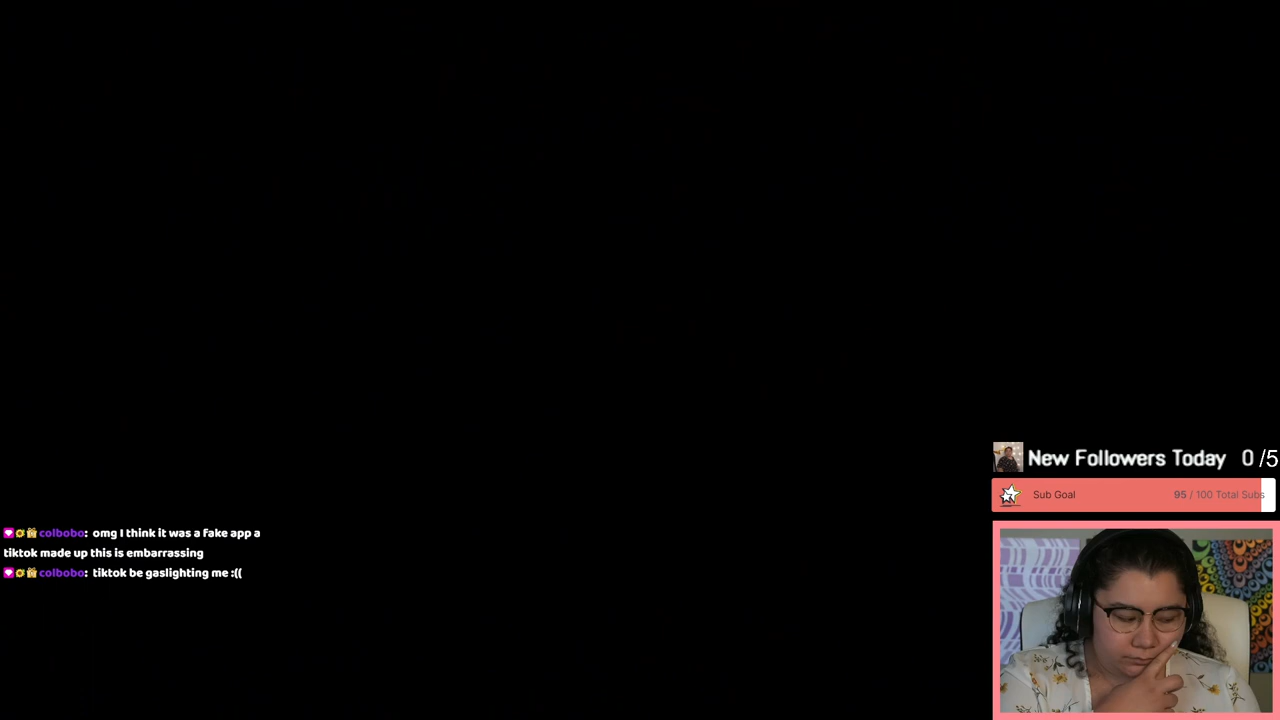 New Followers Today 0 /5
Sub Goal 95 / 100 Total Subs
colbobo: omg I think it was a fake app a
tiktok made up this is embarrassing
colbobo: tiktok be gaslighting me :((